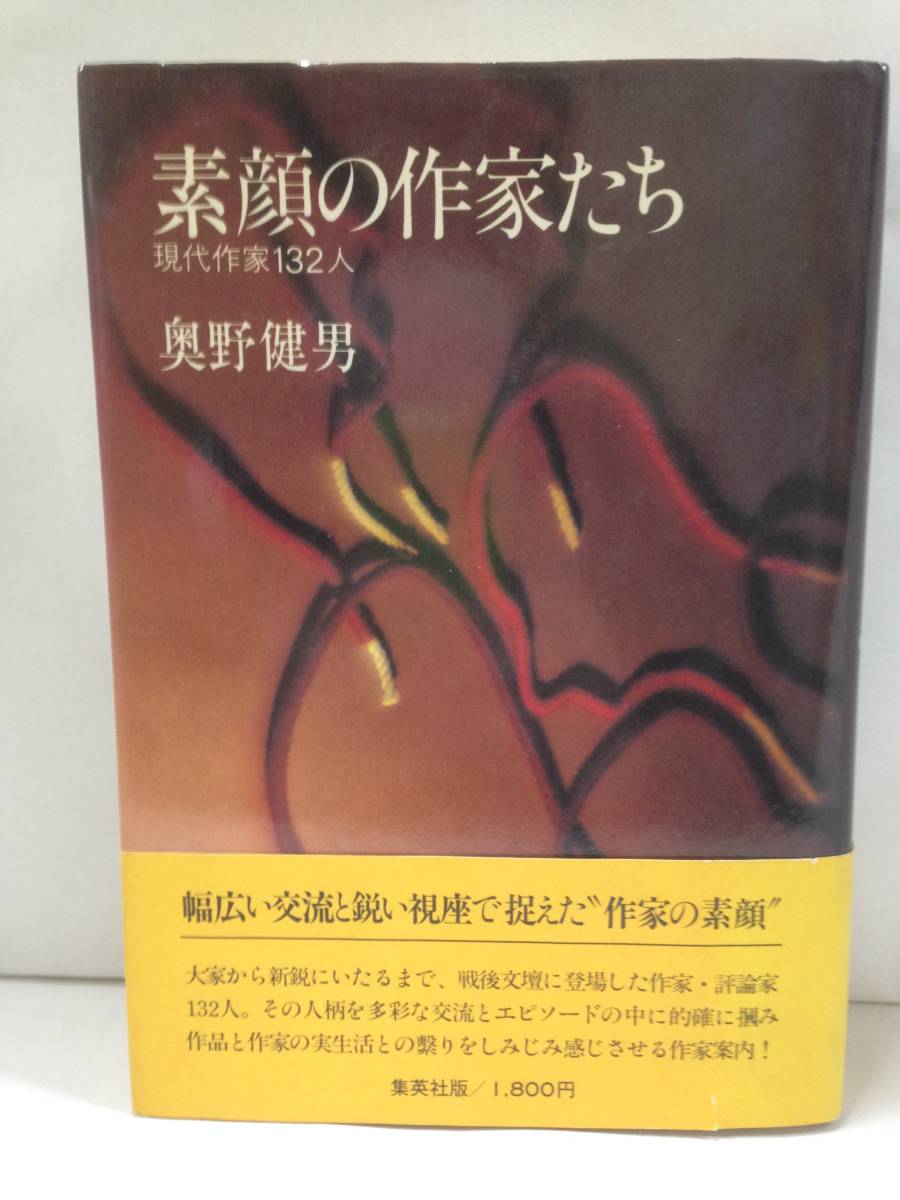 素顔の作家たち
現代作家132人
奥野健男
幅広い交流と鋭い視座で捉えた〝作家の素顔〟
大家から新鋭にいたるまで、戦後文壇に登場した作家・評論家
132人。その人柄を多彩な交流とエピソードの中に的確に摑み
作品と作家の実生活との繫りをしみじみ感じさせる作家案内！
集英社版／1,800円